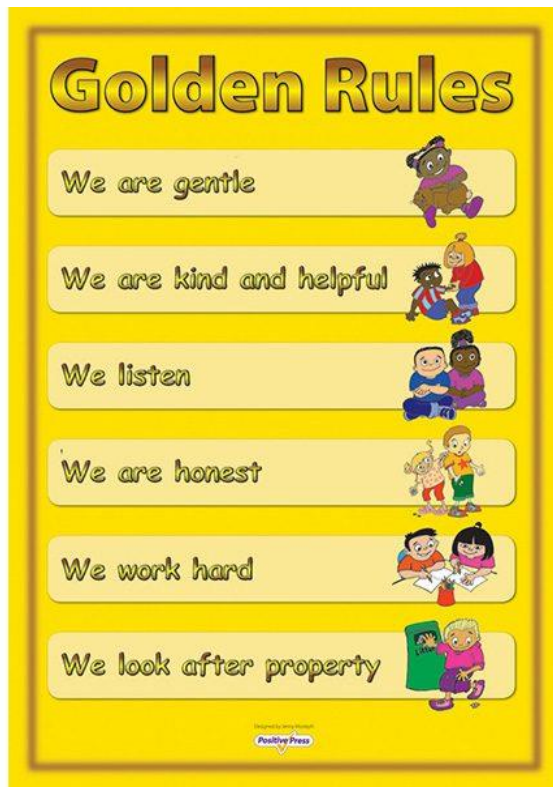 Golden Rules
We are gentle
We are kind and helpful
We listen
We are honest
We work hard
We look after property
Litter
Positive Press